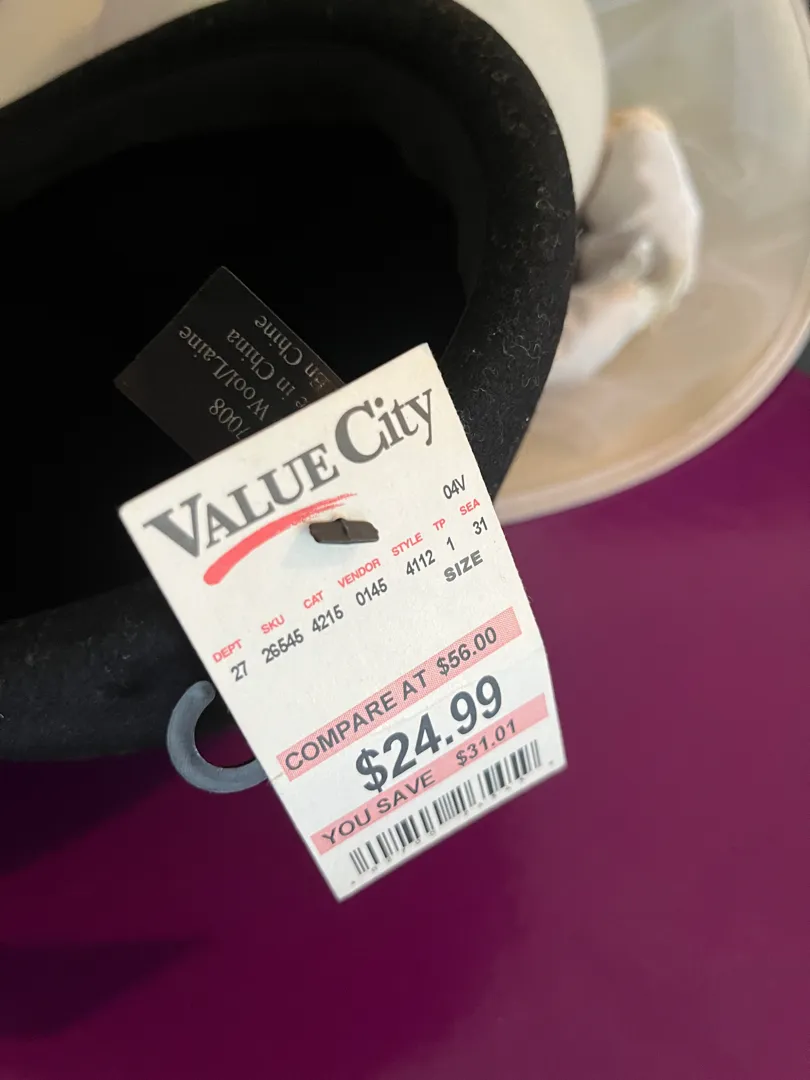 VALUE CITY
04V
DEPT SKU CAT VENDOR STYLE TP SEA
27 26545 4215 0145 4112 1 31
SIZE
COMPARE AT $56.00
$24.99
YOU SAVE $31.01
7008
Wool/Laine
in China
En Chine